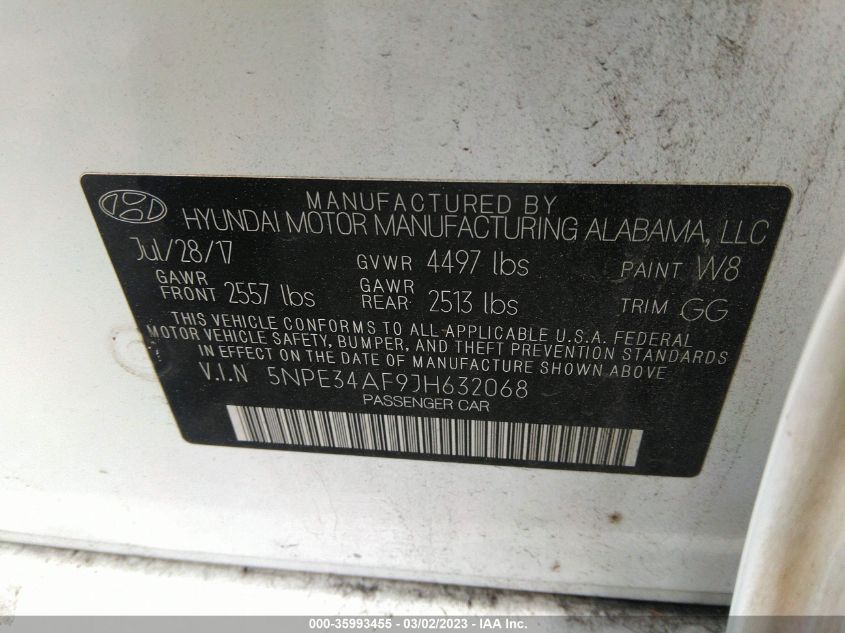 MANUFACTURED BY
HYUNDAI MOTOR MANUFACTURING ALABAMA, LLC
Jul/28/17 GVWR 4497 lbs PAINT W8
GAWR FRONT 2557 lbs GAWR REAR 2513 lbs TRIM GG
THIS VEHICLE CONFORMS TO ALL APPLICABLE U.S.A. FEDERAL
MOTOR VEHICLE SAFETY, BUMPER, AND THEFT PREVENTION STANDARDS
IN EFFECT ON THE DATE OF MANUFACTURE SHOWN ABOVE.
V.I.N 5NPE34AF9JH632068
PASSENGER CAR
000-35993455 — 03/02/2023 — IAA Inc.